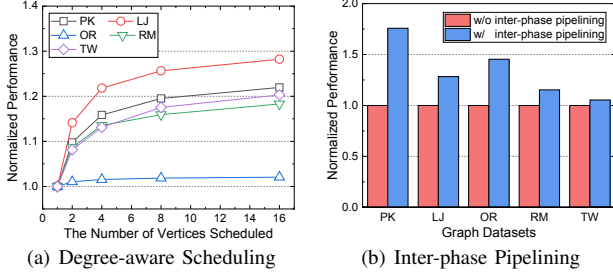 1.4
1.3
1.2
1.1
1.0
Normalized Performance
PK LJ
OR RM
TW
0 2 4 6 8 10 12 14 16
The Number of Vertices Scheduled
(a) Degree-aware Scheduling
2.0
1.5
1.0
0.5
0.0
Normalized Performance
w/o inter-phase pipelining
w/ inter-phase pipelining
PK LJ OR RM TW
Graph Datasets
(b) Inter-phase Pipelining